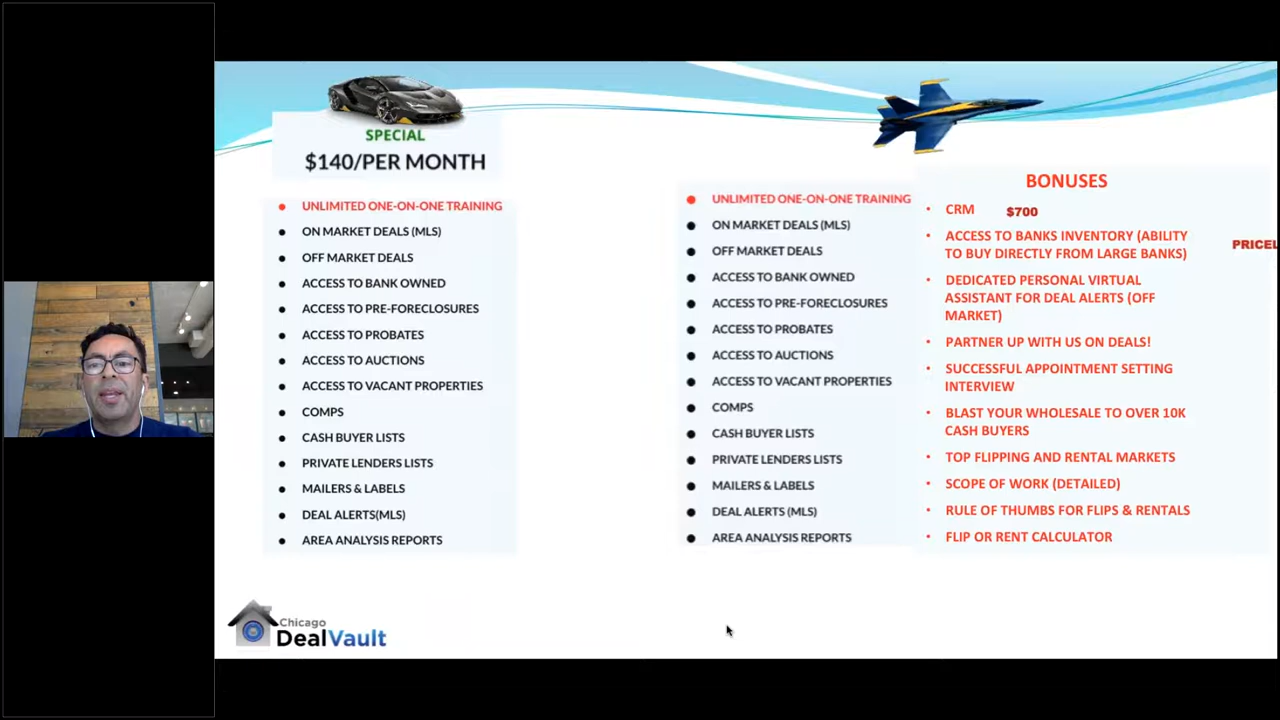 SPECIAL
$140/PER MONTH
UNLIMITED ONE-ON-ONE TRAINING
ON MARKET DEALS (MLS)
OFF MARKET DEALS
ACCESS TO BANK OWNED
ACCESS TO PRE-FORECLOSURES
ACCESS TO PROBATES
ACCESS TO AUCTIONS
ACCESS TO VACANT PROPERTIES
COMPS
CASH BUYER LISTS
PRIVATE LENDERS LISTS
MAILERS & LABELS
DEAL ALERTS(MLS)
AREA ANALYSIS REPORTS
UNLIMITED ONE-ON-ONE TRAINING
ON MARKET DEALS (MLS)
OFF MARKET DEALS
ACCESS TO BANK OWNED
ACCESS TO PRE-FORECLOSURES
ACCESS TO PROBATES
ACCESS TO AUCTIONS
ACCESS TO VACANT PROPERTIES
COMPS
CASH BUYER LISTS
PRIVATE LENDERS LISTS
MAILERS & LABELS
DEAL ALERTS (MLS)
AREA ANALYSIS REPORTS
BONUSES
CRM $700
ACCESS TO BANKS INVENTORY (ABILITY
TO BUY DIRECTLY FROM LARGE BANKS)
PRICEL
DEDICATED PERSONAL VIRTUAL
ASSISTANT FOR DEAL ALERTS (OFF
MARKET)
PARTNER UP WITH US ON DEALS!
SUCCESSFUL APPOINTMENT SETTING
INTERVIEW
BLAST YOUR WHOLESALE TO OVER 10K
CASH BUYERS
TOP FLIPPING AND RENTAL MARKETS
SCOPE OF WORK (DETAILED)
RULE OF THUMBS FOR FLIPS & RENTALS
FLIP OR RENT CALCULATOR
Chicago
DealVault